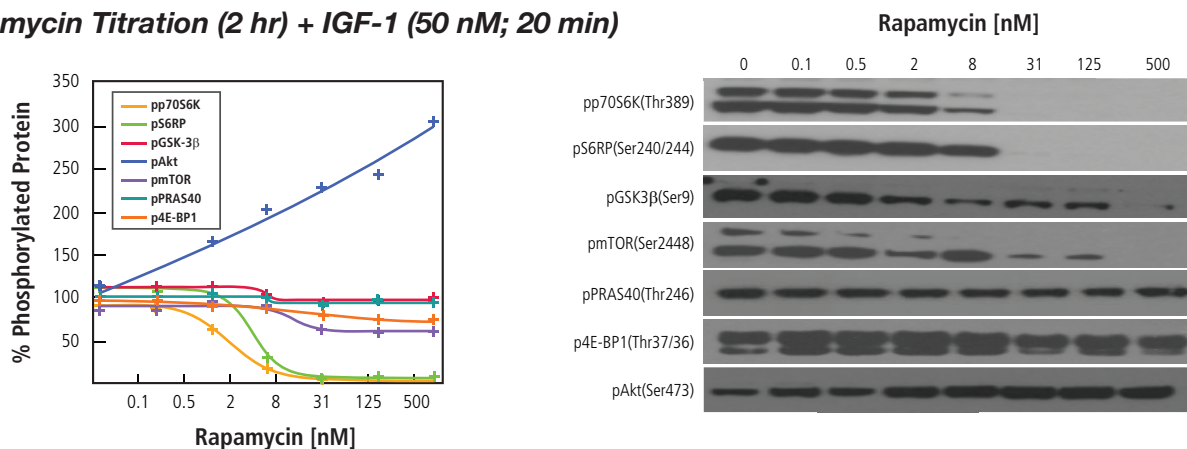 mycin Titration (2 hr) + IGF-1 (50 nM; 20 min)
% Phosphorylated Protein
350
300
250
200
150
100
50
pp70S6K
pS6RP
pGSK-3β
pAkt
pmTOR
pPRAS40
p4E-BP1
0.1 0.5 2 8 31 125 500
Rapamycin [nM]
Rapamycin [nM]
0 0.1 0.5 2 8 31 125 500
pp70S6K(Thr389)
pS6RP(Ser240/244)
pGSK3β(Ser9)
pmTOR(Ser2448)
pPRAS40(Thr246)
p4E-BP1(Thr37/36)
pAkt(Ser473)